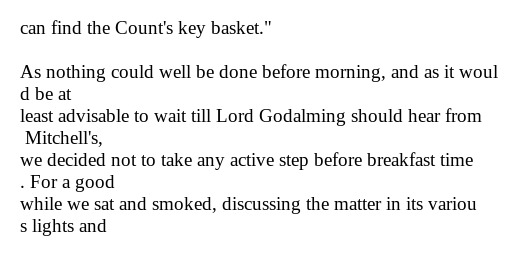 can find the Count's key basket."
As nothing could well be done before morning, and as it woul
d be at
least advisable to wait till Lord Godalming should hear from
Mitchell's,
we decided not to take any active step before breakfast time
. For a good
while we sat and smoked, discussing the matter in its variou
s lights and